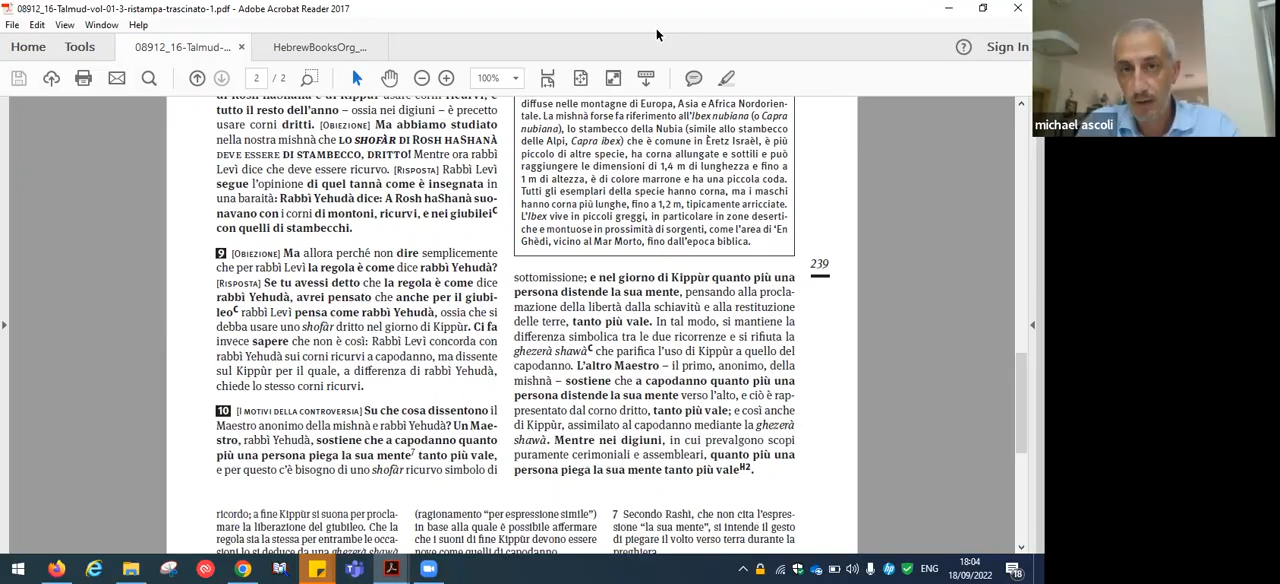 08912_16-Talmud-vol-01-3-ristampa-trascinato-1.pdf - Adobe Acrobat Reader 2017
File Edit View Window Help
Home Tools 08912_16-Talmud-... × HebrewBooksOrg_... Sign In
2 / 2 100%
tutto il resto dell'anno – ossia nei digiuni – è precetto
usare corni dritti. [OBIEZIONE] Ma abbiamo studiato
nella nostra mishnà che LO SHOFÀR DI ROSH HASHANÀ
DEVE ESSERE DI STAMBECCO, DRITTO! Mentre ora rabbì
Levì dice che deve essere ricurvo. [RISPOSTA] Rabbì Levì
segue l'opinione di quel tannà come è insegnata in
una baraità: Rabbì Yehudà dice: A Rosh haShanà suo-
navano con i corni di montoni, ricurvi, e nei giubilei C
con quelli di stambecchi.
9 [OBIEZIONE] Ma allora perché non dire semplicemente
che per rabbì Levì la regola è come dice rabbì Yehudà?
[RISPOSTA] Se tu avessi detto che la regola è come dice
rabbì Yehudà, avrei pensato che anche per il giubi-
leo C rabbì Levì pensa come rabbì Yehudà, ossia che si
debba usare uno shofàr dritto nel giorno di Kippùr. Ci fa
invece sapere che non è così: Rabbì Levì concorda con
rabbì Yehudà sui corni ricurvi a capodanno, ma dissente
sul Kippùr per il quale, a differenza di rabbì Yehudà,
chiede lo stesso corni ricurvi.
10 [I MOTIVI DELLA CONTROVERSIA] Su che cosa dissentono il
Maestro anonimo della mishnà e rabbì Yehudà? Un Mae-
stro, rabbì Yehudà, sostiene che a capodanno quanto
più una persona piega la sua mente 7 tanto più vale,
e per questo c'è bisogno di uno shofàr ricurvo simbolo di
diffuse nelle montagne di Europa, Asia e Africa Nordorien-
tale. La mishnà forse fa riferimento all'Ibex nubiana (o Capra
nubiana), lo stambecco della Nubia (simile allo stambecco
delle Alpi, Capra ibex) che è comune in Èretz Israèl, è più
piccolo di altre specie, ha corna allungate e sottili e può
raggiungere le dimensioni di 1,4 m di lunghezza e fino a
1 m di altezza, è di colore marrone e ha una piccola coda.
Tutti gli esemplari della specie hanno corna, ma i maschi
hanno corna più lunghe, fino a 1,2 m, tipicamente arricciate.
L'Ibex vive in piccoli greggi, in particolare in zone deserti-
che e montuose in prossimità di sorgenti, come l'area di 'En
Ghèdi, vicino al Mar Morto, fino dall'epoca biblica.
239
sottomissione; e nel giorno di Kippùr quanto più una
persona distende la sua mente, pensando alla procla-
mazione della libertà dalla schiavitù e alla restituzione
delle terre, tanto più vale. In tal modo, si mantiene la
differenza simbolica tra le due ricorrenze e si rifiuta la
ghezerà shawà C che parifica l'uso di Kippùr a quello del
capodanno. L'altro Maestro – il primo, anonimo, della
mishnà – sostiene che a capodanno quanto più una
persona distende la sua mente verso l'alto, e ciò è rap-
presentato dal corno dritto, tanto più vale; e così anche
di Kippùr, assimilato al capodanno mediante la ghezerà
shawà. Mentre nei digiuni, in cui prevalgono scopi
puramente cerimoniali e assembleari, quanto più una
persona piega la sua mente tanto più vale H2.
ricordo; a fine Kippùr si suona per procla-
mare la liberazione del giubileo. Che la
regola sia la stessa per entrambe le occa-
sioni lo si deduce da una ghezerà shawà
(ragionamento "per espressione simile")
in base alla quale è possibile affermare
che i suoni di fine Kippùr devono essere
nove come quelli di capodanno.
7 Secondo Rashì, che non cita l'espres-
sione "la sua mente", si intende il gesto
di piegare il volto verso terra durante la
preghiera.
michael ascoli
ENG
18:04
18/09/2022
18